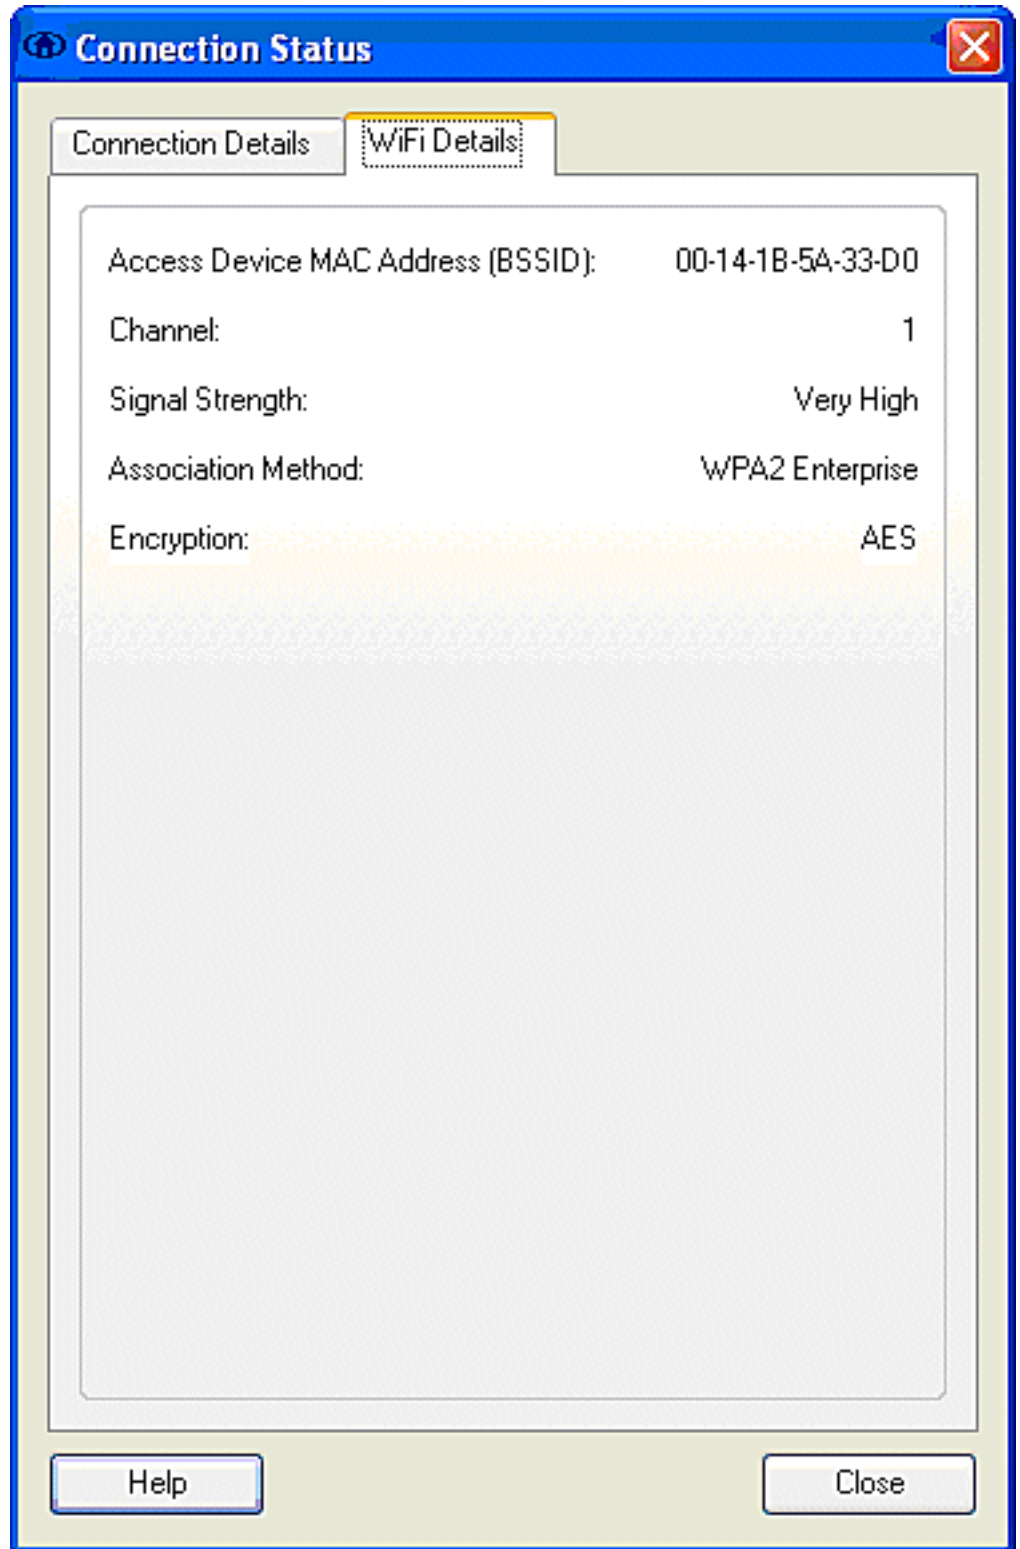 Connection Status
Connection Details WiFi Details
Access Device MAC Address (BSSID): 00-14-1B-5A-33-D0
Channel: 1
Signal Strength: Very High
Association Method: WPA2 Enterprise
Encryption: AES
Help Close